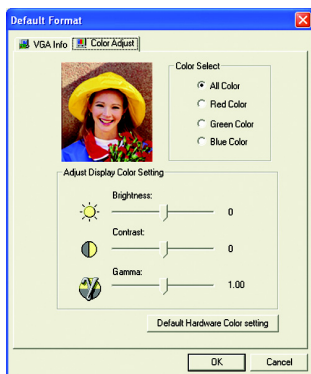 Default Format
VGA Info
Color Adjust
Color Select
All Color
Red Color
Green Color
Blue Color
Adjust Display Color Setting
Brightness:
0
Contrast:
0
Gamma:
1.00
Default Hardware Color setting
OK
Cancel